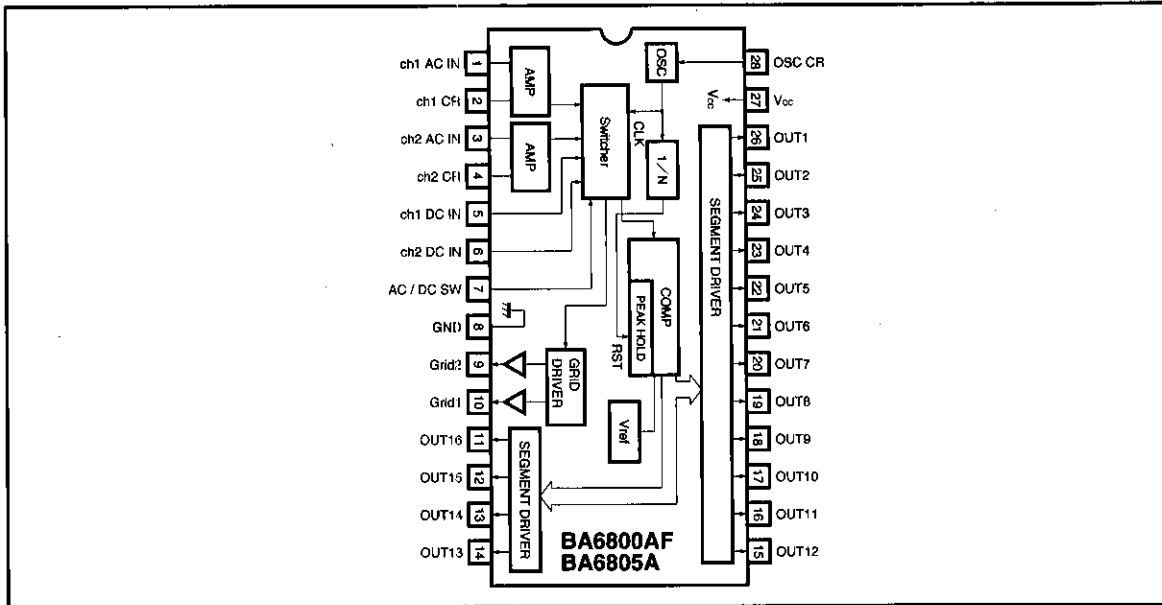 ch1 AC IN 1
ch1 CR 2
ch2 AC IN 3
ch2 CR 4
ch1 DC IN 5
ch2 DC IN 6
AC / DC SW 7
GND 8
Grid2 9
Grid1 10
OUT16 11
OUT15 12
OUT14 13
OUT13 14
AMP
AMP
Switcher
OSC
CLK
1/N
Vcc
COMP
PEAK HOLD
RST
GRID
DRIVER
Vref
SEGMENT DRIVER
SEGMENT DRIVER
BA6800AF
BA6805A
28 OSC CR
27 Vcc
26 OUT1
25 OUT2
24 OUT3
23 OUT4
22 OUT5
21 OUT6
20 OUT7
19 OUT8
18 OUT9
17 OUT10
16 OUT11
15 OUT12